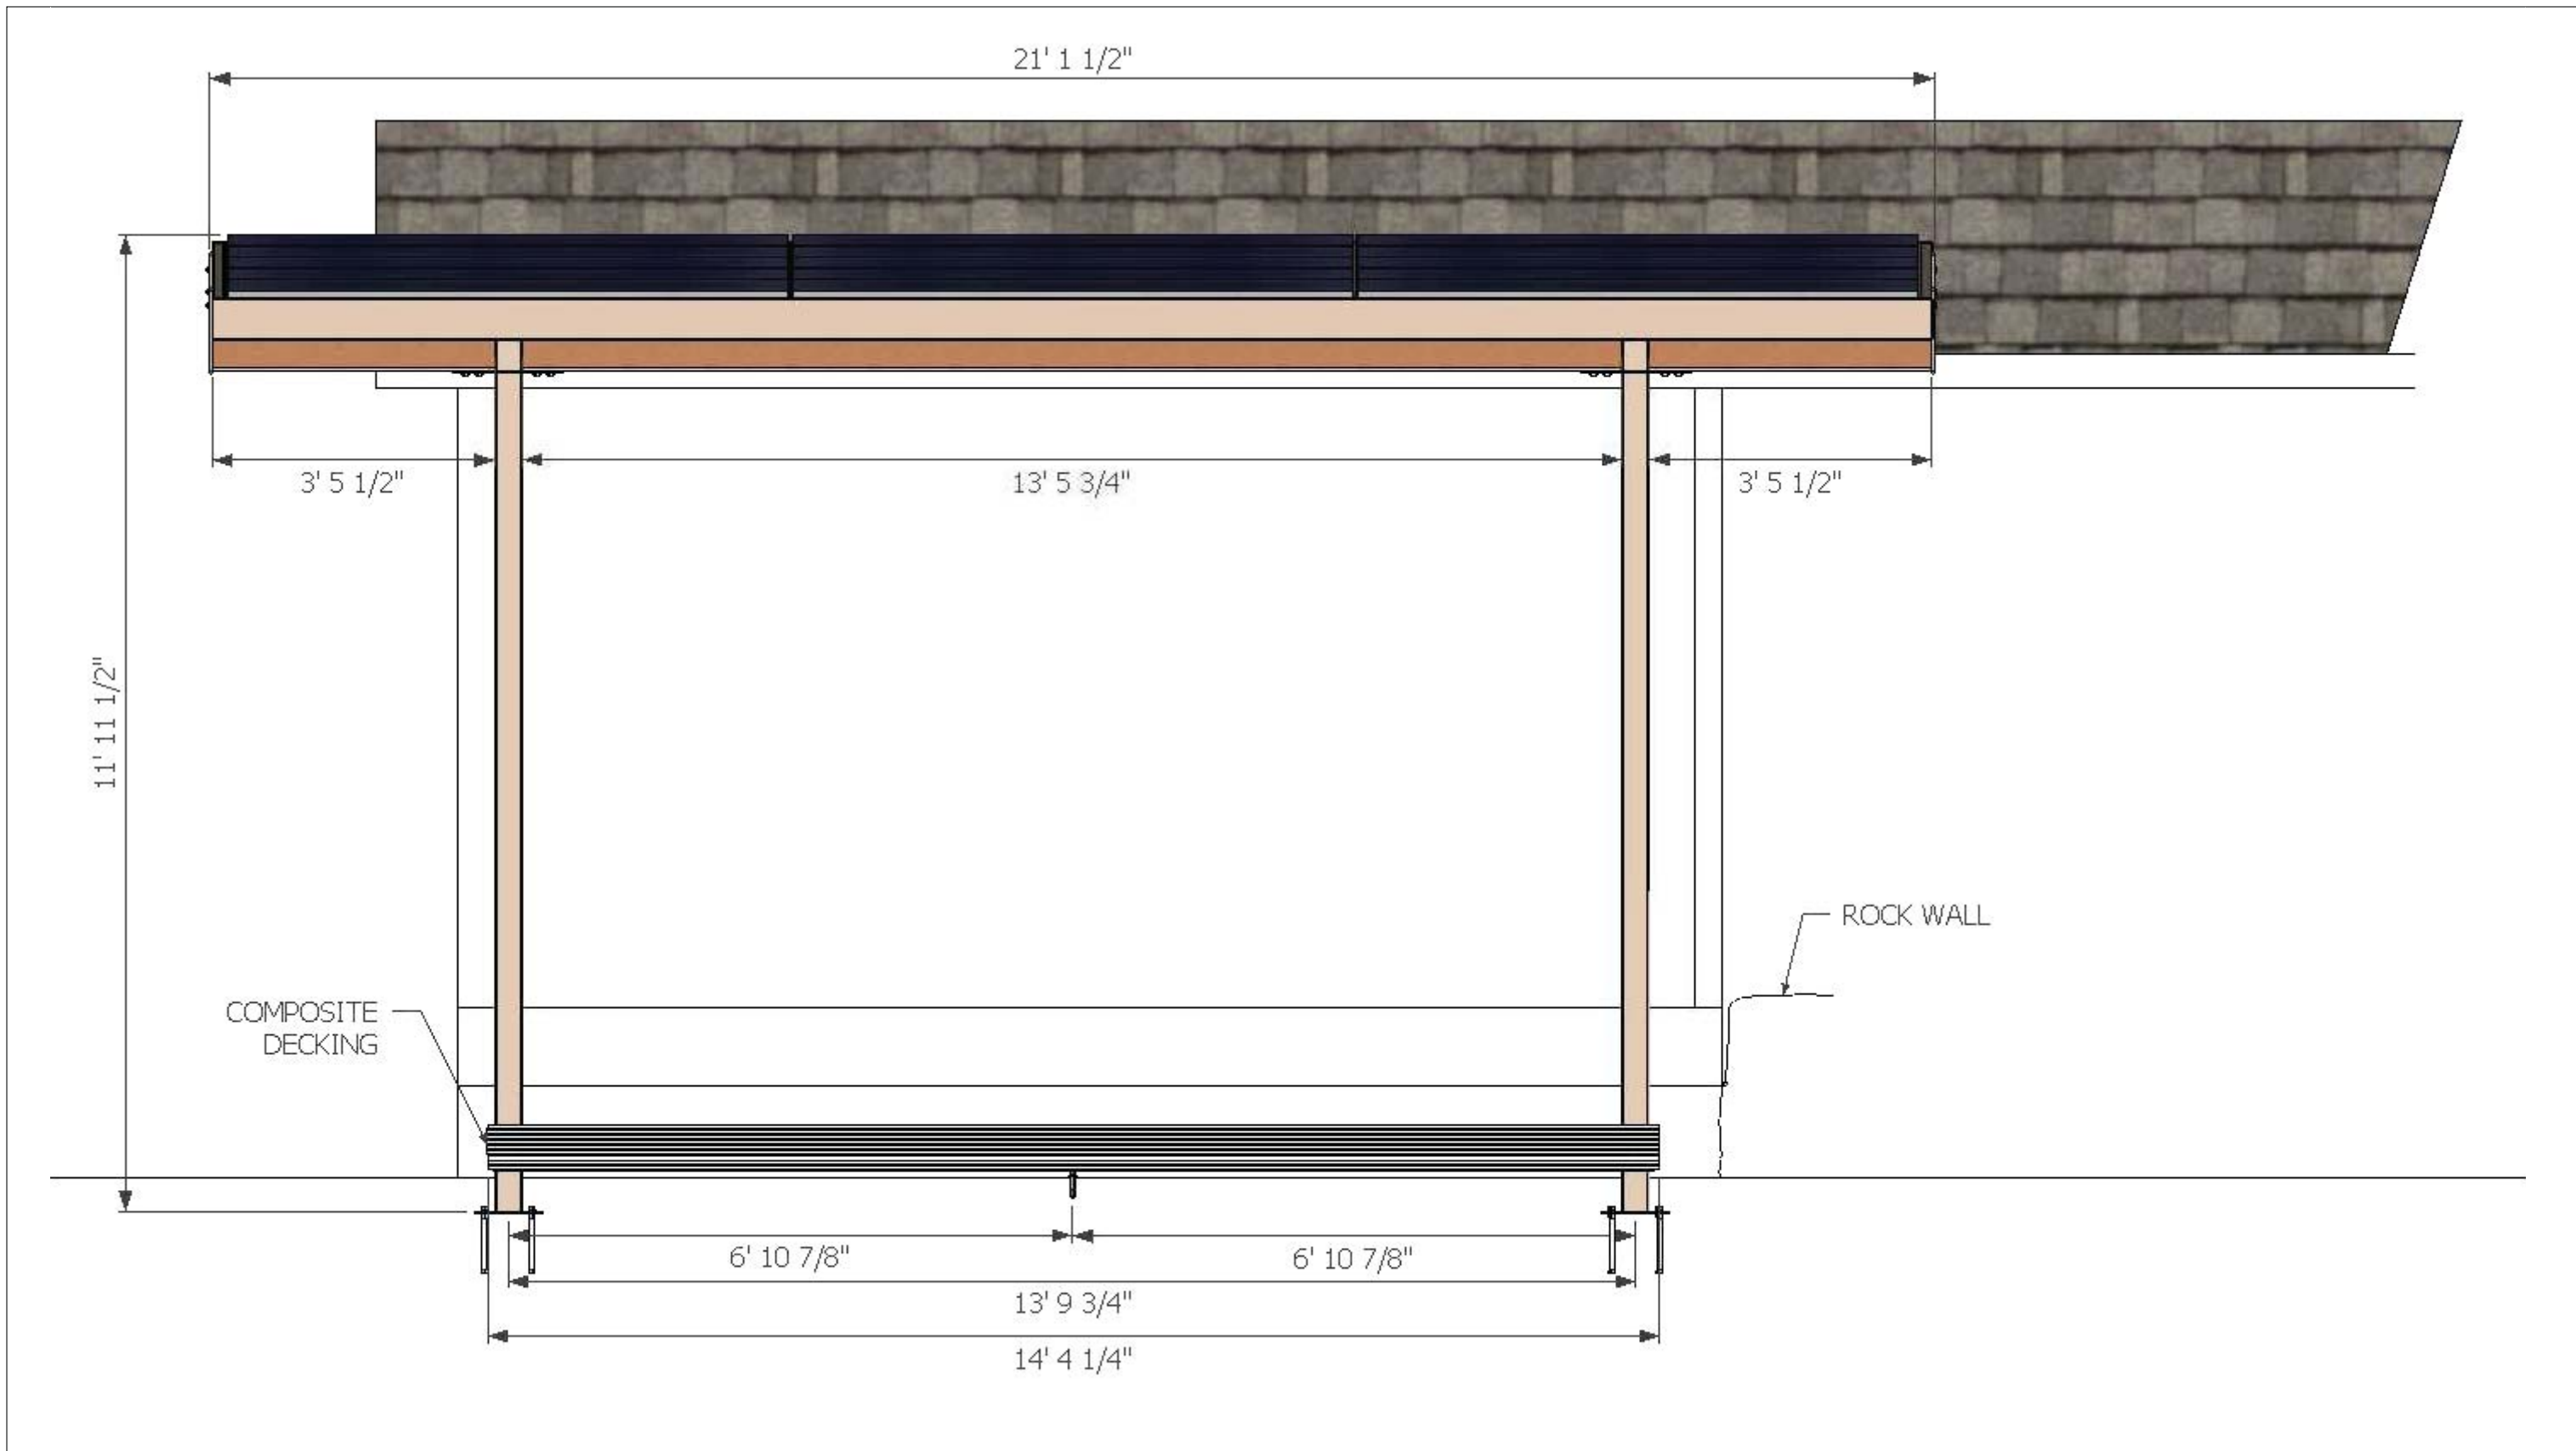 21' 1 1/2"
3' 5 1/2"
13' 5 3/4"
3' 5 1/2"
11' 11 1/2"
ROCK WALL
COMPOSITE
DECKING
6' 10 7/8"
6' 10 7/8"
13' 9 3/4"
14' 4 1/4"